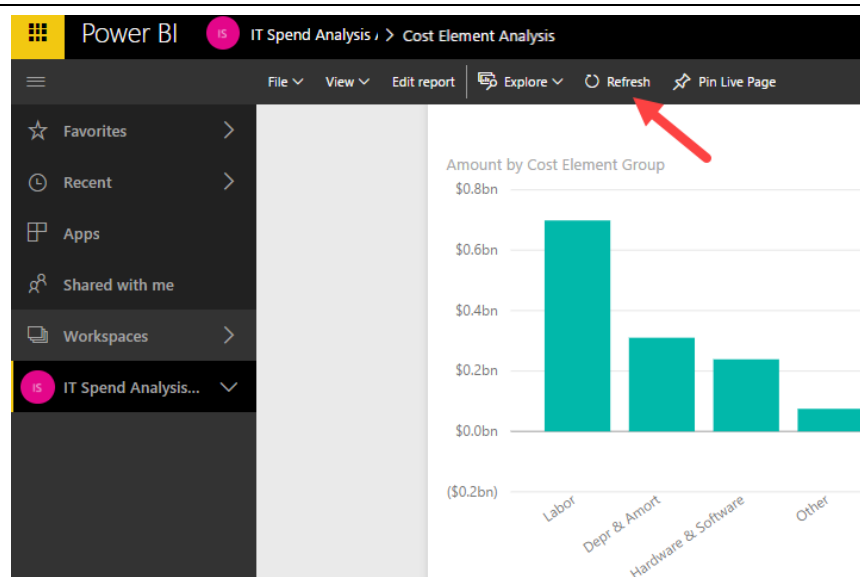 Power BI IS IT Spend Analysis / > Cost Element Analysis
File View Edit report Explore Refresh Pin Live Page
Favorites
Recent
Apps
Shared with me
Workspaces
IS IT Spend Analysis...
Amount by Cost Element Group
$0.8bn
$0.6bn
$0.4bn
$0.2bn
$0.0bn
($0.2bn)
Labor
Depr & Amort
Hardware & Software
Other